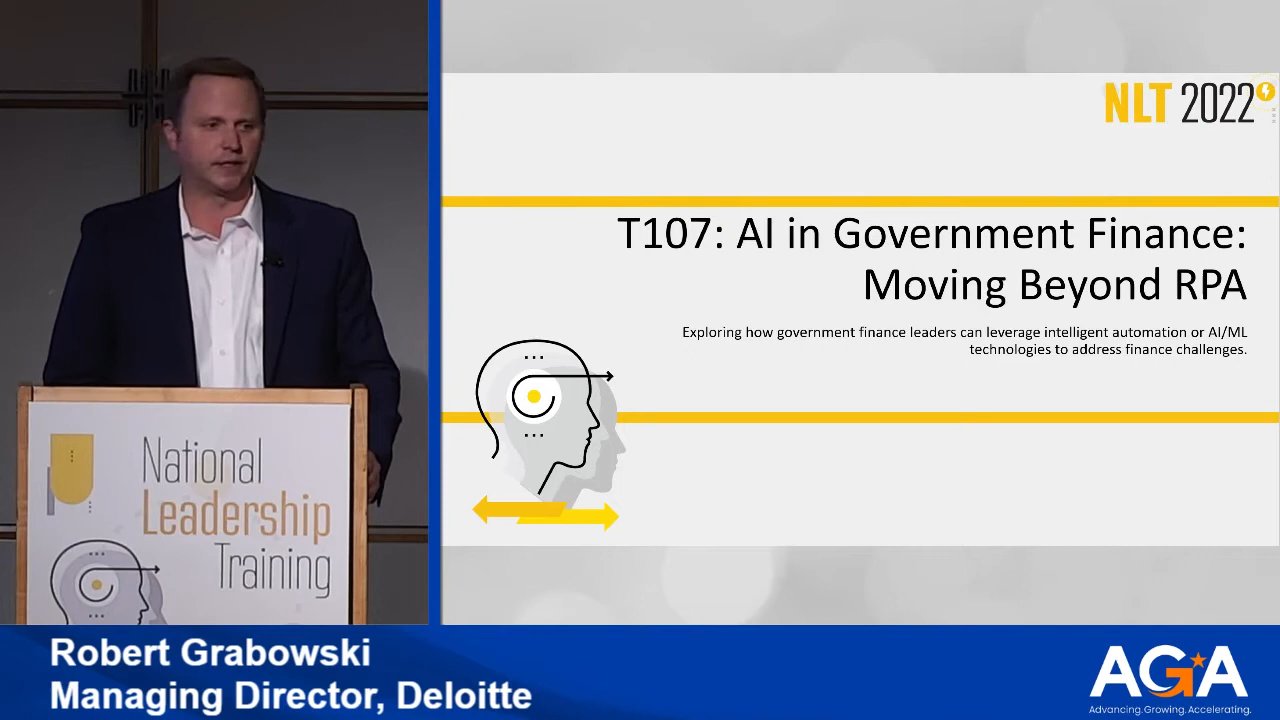 NLT 2022
T107: AI in Government Finance:
Moving Beyond RPA
Exploring how government finance leaders can leverage intelligent automation or AI/ML
technologies to address finance challenges.
National
Leadership
Training
Robert Grabowski
Managing Director, Deloitte
AGA
Advancing.Growing.Accelerating.